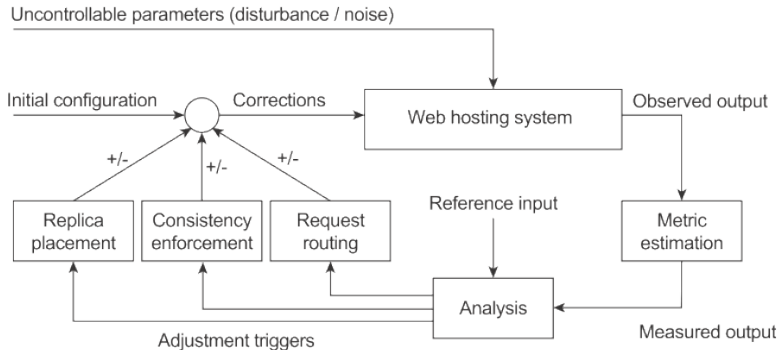 Uncontrollable parameters (disturbance / noise)
Initial configuration
Corrections
Web hosting system
Observed output
+/-
+/-
+/-
Reference input
Replica
placement
Consistency
enforcement
Request
routing
Metric
estimation
Analysis
Adjustment triggers
Measured output